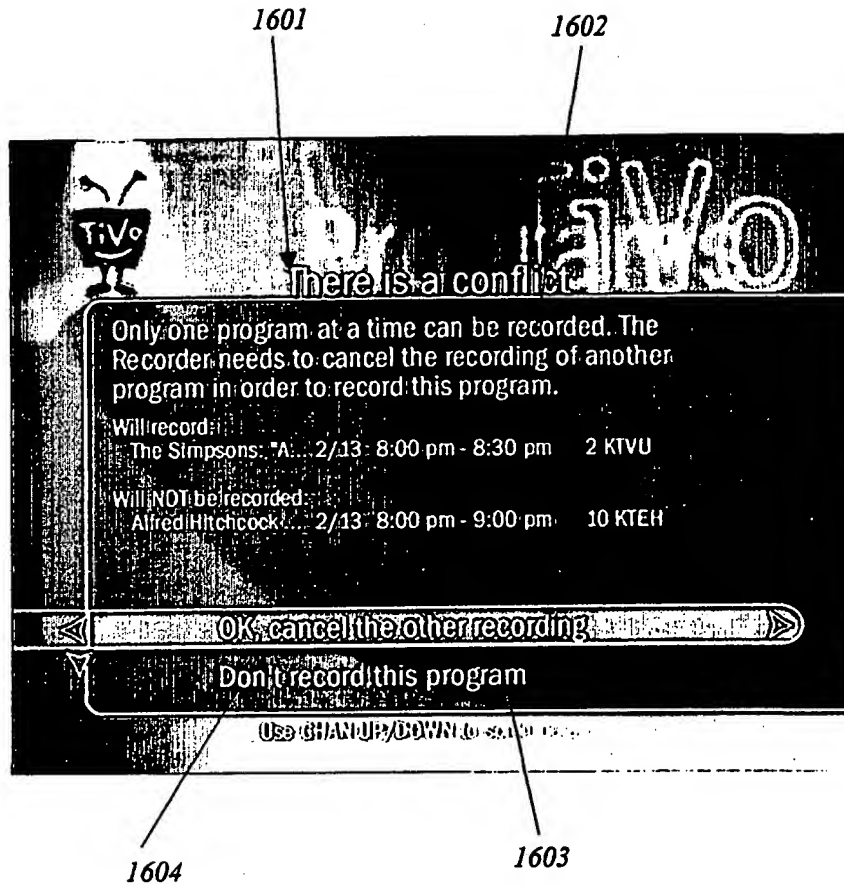 1601
1602
TiVo
TiVo
There is a conflict
Only one program at a time can be recorded. The
Recorder needs to cancel the recording of another
program in order to record this program.
Will record:
The Simpsons: "A... 2/13 8:00 pm - 8:30 pm 2 KTVU
Will NOT be recorded:
Alfred Hitchcock ... 2/13 8:00 pm - 9:00 pm 10 KTEH
OK, cancel the other recording
Don't record this program
Use CHAN UP/DOWN to
1604
1603